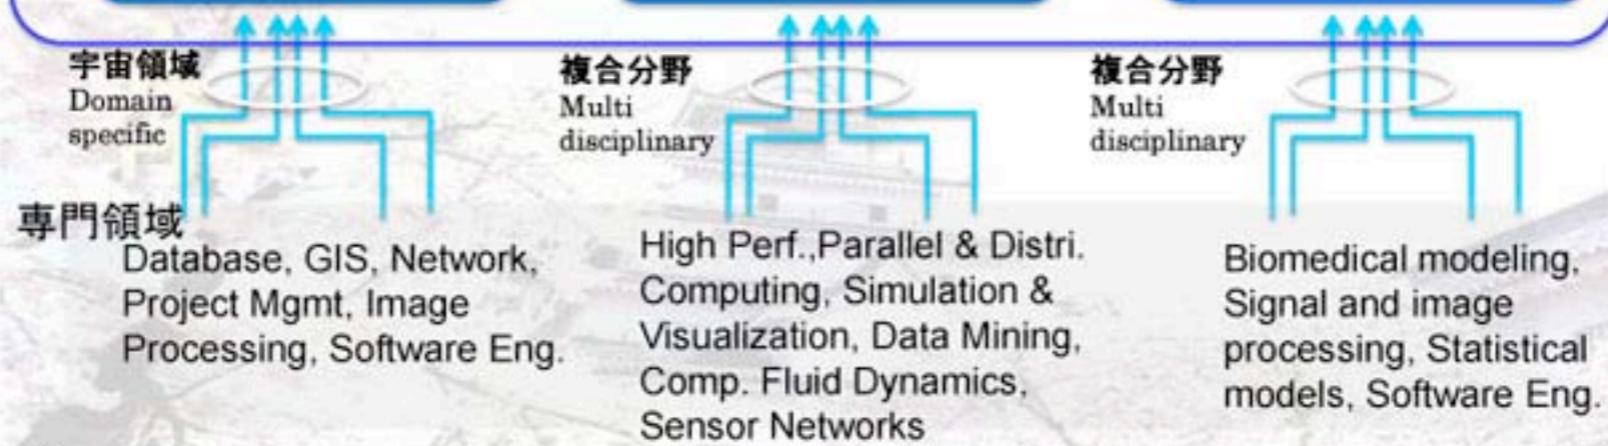 宇宙領域
Domain
specific
複合分野
Multi
disciplinary
複合分野
Multi
disciplinary
専門領域
Database, GIS, Network,
Project Mgmt, Image
Processing, Software Eng.
High Perf.,Parallel & Distri.
Computing, Simulation &
Visualization, Data Mining,
Comp. Fluid Dynamics,
Sensor Networks
Biomedical modeling,
Signal and image
processing, Statistical
models, Software Eng.